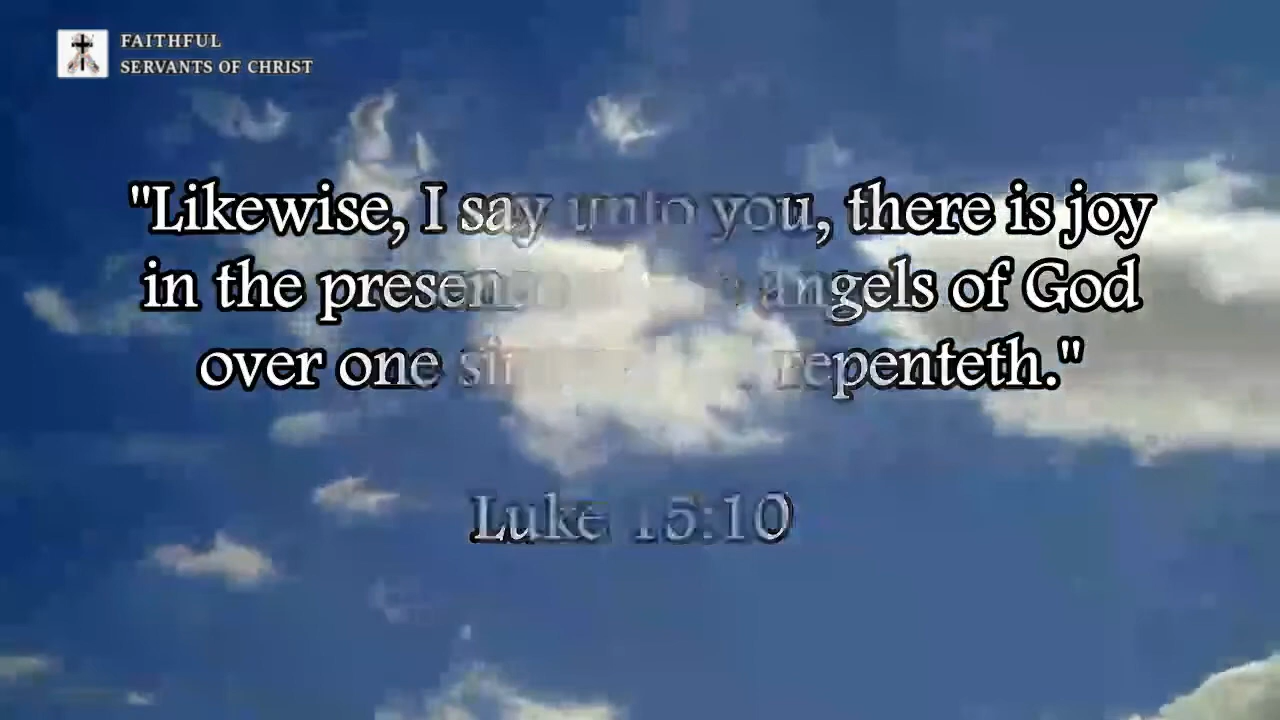 FAITHFUL
SERVANTS OF CHRIST
"Likewise, I say unto you, there is joy
in the angels of God
over one repenteth."
Luke 15:10